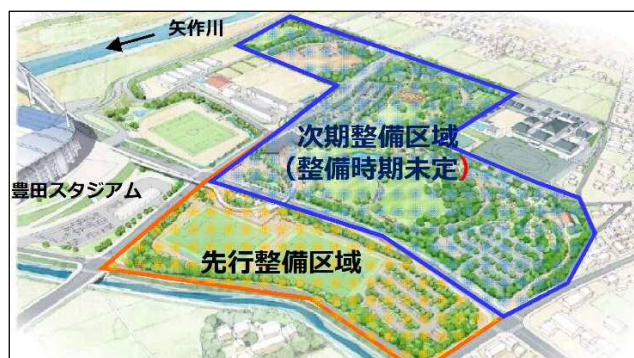 矢作川
次期整備区域
(整備時期未定)
豊田スタジアム
先行整備区域